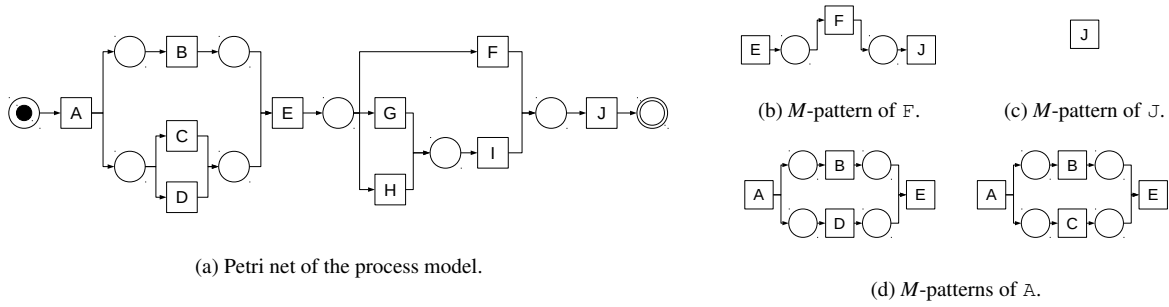 A
B
C
D
E
F
G
H
I
J
(a) Petri net of the process model.
E
F
J
(b) M-pattern of F.
J
(c) M-pattern of J.
A
B
D
E
A
B
C
E
(d) M-patterns of A.